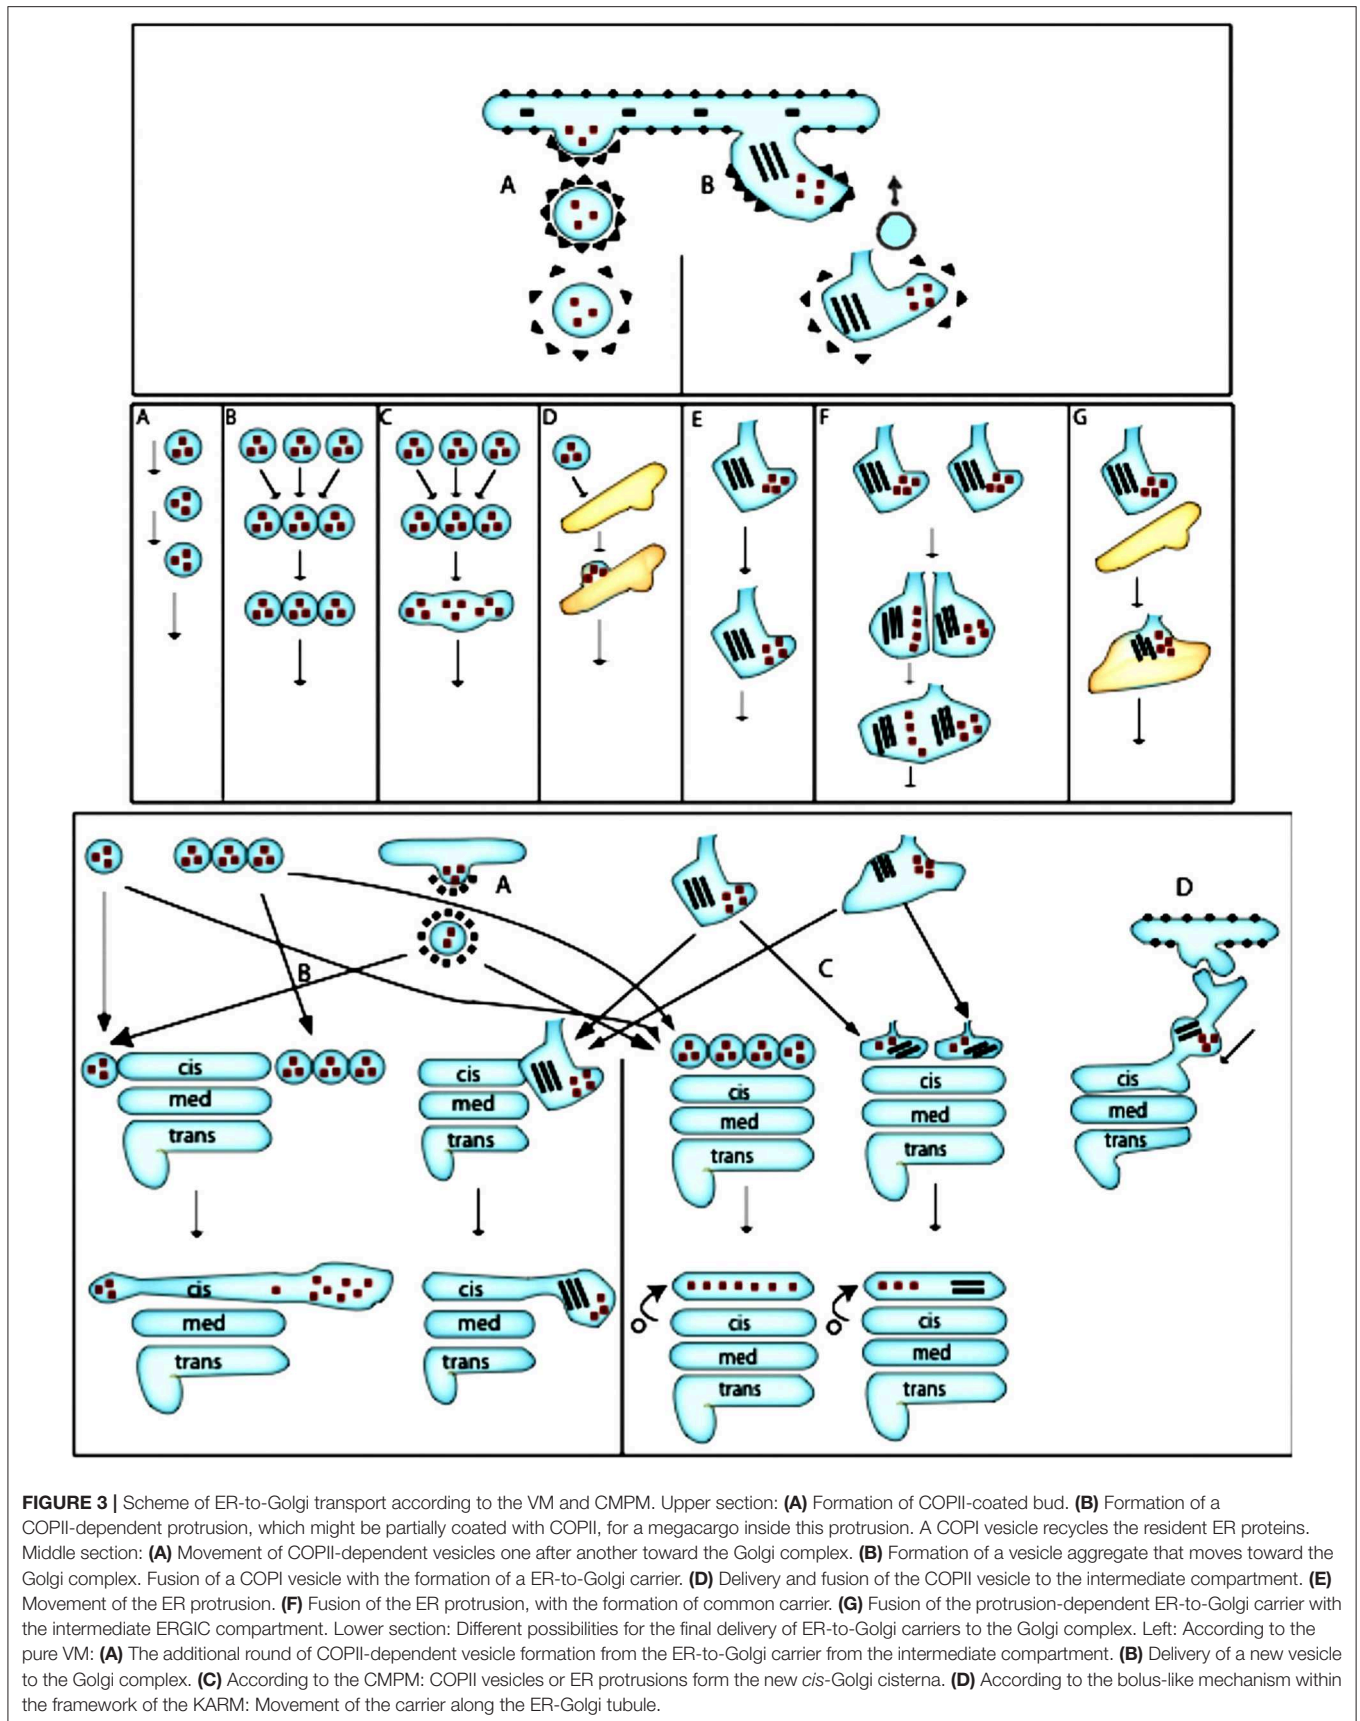 A
B
A
B
C
D
E
F
G
A
D
B
C
cis
med
trans
cis
med
trans
cis
med
trans
cis
med
trans
cis
med
trans
cis
med
trans
cis
med
trans
cis
med
trans
cis
med
trans
FIGURE 3 | Scheme of ER-to-Golgi transport according to the VM and CMPM. Upper section: (A) Formation of COPII-coated bud. (B) Formation of a
COPII-dependent protrusion, which might be partially coated with COPII, for a megacargo inside this protrusion. A COPI vesicle recycles the resident ER proteins.
Middle section: (A) Movement of COPII-dependent vesicles one after another toward the Golgi complex. (B) Formation of a vesicle aggregate that moves toward the
Golgi complex. Fusion of a COPI vesicle with the formation of a ER-to-Golgi carrier. (D) Delivery and fusion of the COPII vesicle to the intermediate compartment. (E)
Movement of the ER protrusion. (F) Fusion of the ER protrusion, with the formation of common carrier. (G) Fusion of the protrusion-dependent ER-to-Golgi carrier with
the intermediate ERGIC compartment. Lower section: Different possibilities for the final delivery of ER-to-Golgi carriers to the Golgi complex. Left: According to the
pure VM: (A) The additional round of COPII-dependent vesicle formation from the ER-to-Golgi carrier from the intermediate compartment. (B) Delivery of a new vesicle
to the Golgi complex. (C) According to the CMPM: COPII vesicles or ER protrusions form the new cis-Golgi cisterna. (D) According to the bolus-like mechanism within
the framework of the KARM: Movement of the carrier along the ER-Golgi tubule.